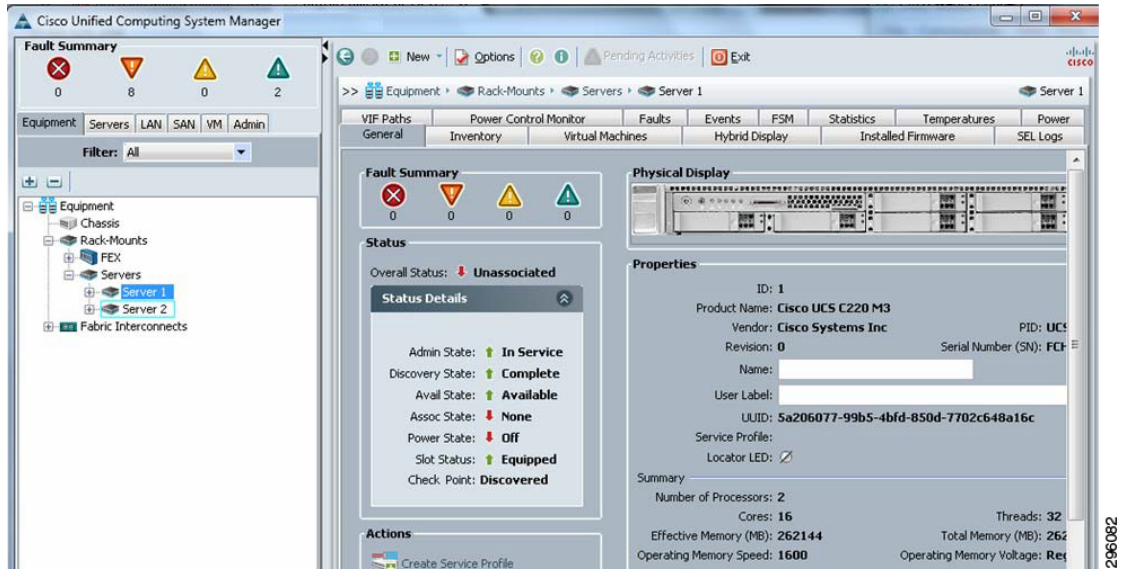 Cisco Unified Computing System Manager
Fault Summary
0 8 0 2
New Options Pending Activities Exit
CISCO
>> Equipment Rack-Mounts Servers Server 1 Server 1
Equipment Servers LAN SAN VM Admin
Filter: All
VIF Paths Power Control Monitor Faults Events FSM Statistics Temperatures Power
General Inventory Virtual Machines Hybrid Display Installed Firmware SEL Logs
Equipment
Chassis
Rack-Mounts
FEX
Servers
Server 1
Server 2
Fabric Interconnects
Fault Summary
0 0 0 0
Status
Overall Status: Unassociated
Status Details
Admin State: In Service
Discovery State: Complete
Avail State: Available
Assoc State: None
Power State: Off
Slot Status: Equipped
Check Point: Discovered
Actions
Create Service Profile
Physical Display
Properties
ID: 1
Product Name: Cisco UCS C220 M3
Vendor: Cisco Systems Inc PID: UCS
Revision: 0 Serial Number (SN): FCH
Name:
User Label:
UUID: 5a206077-99b5-4bfd-850d-7702c648a16c
Service Profile:
Locator LED:
Summary
Number of Processors: 2
Cores: 16 Threads: 32
Effective Memory (MB): 262144 Total Memory (MB): 262
Operating Memory Speed: 1600 Operating Memory Voltage: Reg
296082